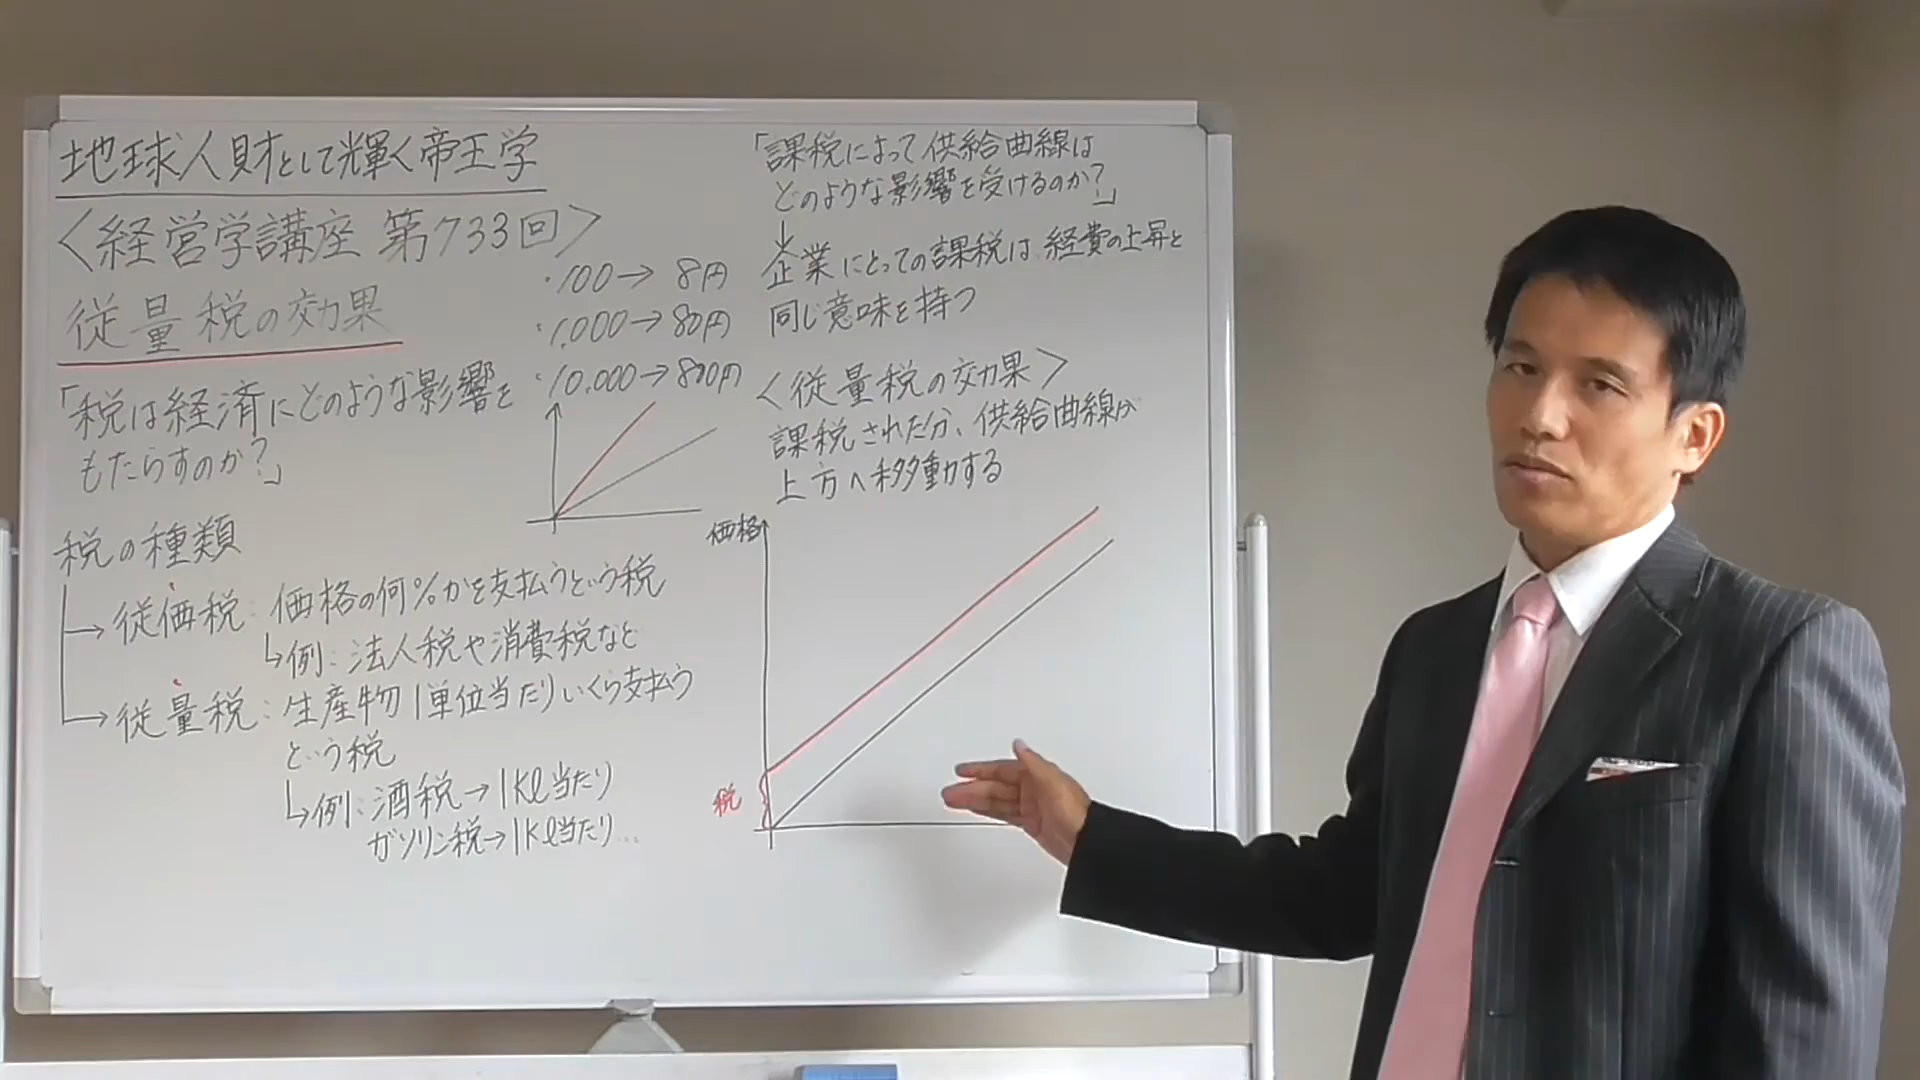 地球人財として輝く帝王学
＜経営学講座 第733回＞
従量税の効果
「税は経済にどのような影響を
もたらすのか?」
税の種類
→従価税:価格の何%かを支払うという税
↳例:法人税や消費税など
→従量税:生産物1単位当たりいくら支払う
という税
↳例:酒税→1kl当たり
ガソリン税→1kl当たり…
・100→8円
・1,000→80円
・10,000→800円
「課税によって供給曲線は
どのような影響を受けるのか?」
↓
企業にとっての課税は経費の上昇と
同じ意味を持つ
＜従量税の効果＞
課税された分、供給曲線が
上方へ移動する
価格
税